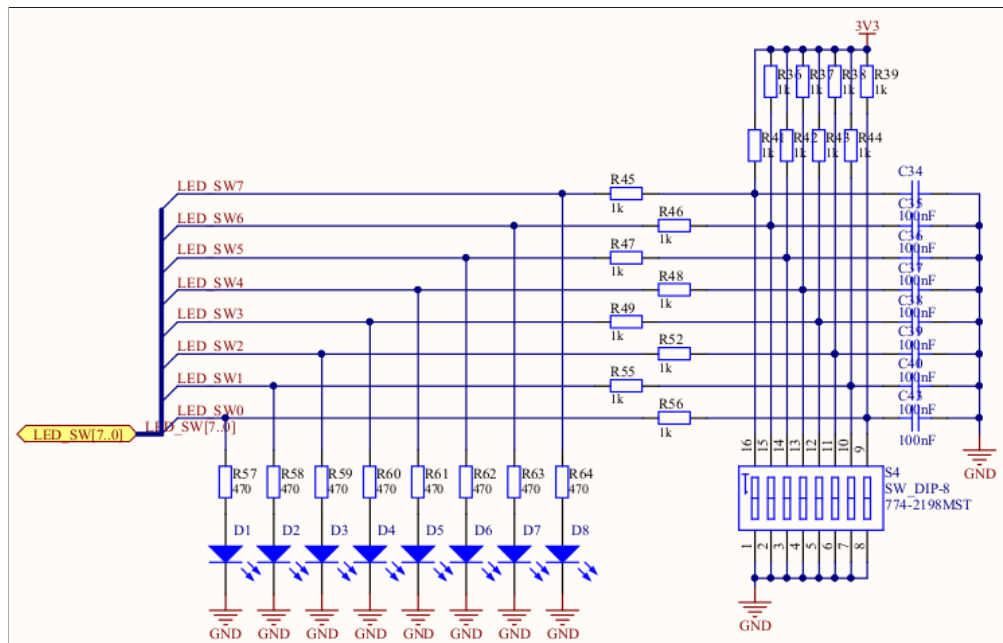 3V3
R36 R37 R38 R39
1k 1k 1k 1k
R41 R42 R43 R44
1k 1k 1k 1k
LED_SW7 R45 C34
1k 100nF
LED_SW6 R46 C35
1k 100nF
LED_SW5 R47 C36
1k 100nF
LED_SW4 R48 C37
1k 100nF
LED_SW3 R49 C38
1k 100nF
LED_SW2 R52 C39
1k 100nF
LED_SW1 R55 C40
1k 100nF
LED_SW0 R56 C43
1k 100nF
LED_SW[7..0] LED_SW[7..0]
GND
16 15 14 13 12 11 10 9
S4
SW_DIP-8
774-2198MST
1 2 3 4 5 6 7 8
GND
R57 R58 R59 R60 R61 R62 R63 R64
470 470 470 470 470 470 470 470
D1 D2 D3 D4 D5 D6 D7 D8
GND GND GND GND GND GND GND GND